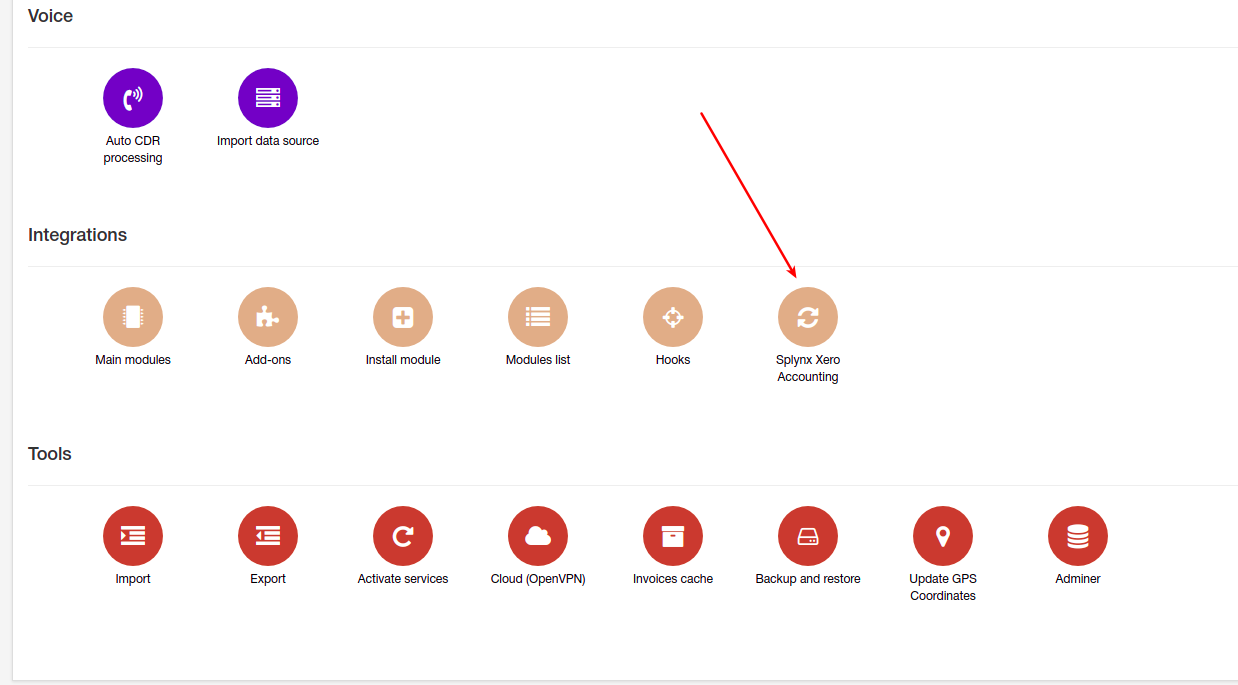 Voice
Auto CDR
processing
Import data source
Integrations
Main modules
Add-ons
Install module
Modules list
Hooks
Splynx Xero
Accounting
Tools
Import
Export
Activate services
Cloud (OpenVPN)
Invoices cache
Backup and restore
Update GPS
Coordinates
Adminer